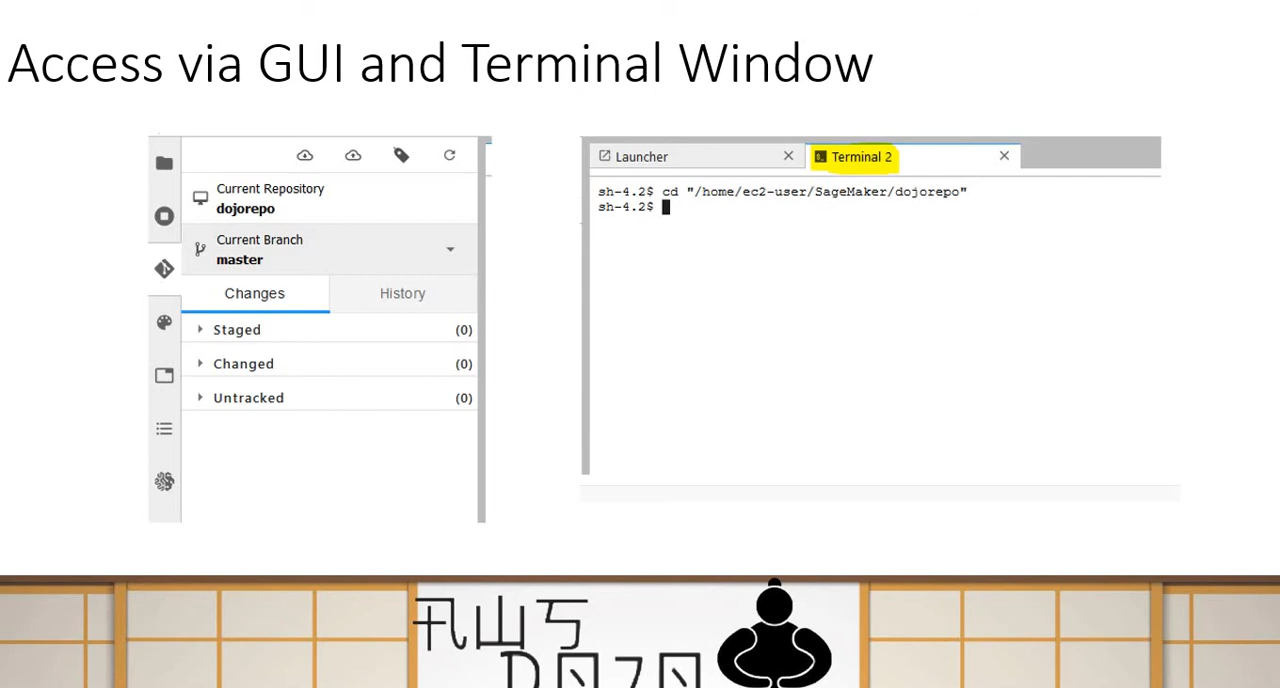 Access via GUI and Terminal Window
Current Repository
dojorepo
Current Branch
master
Changes
History
Staged
(0)
Changed
(0)
Untracked
(0)
Launcher
Terminal 2
sh-4.2$ cd "/home/ec2-user/SageMaker/dojorepo"
sh-4.2$